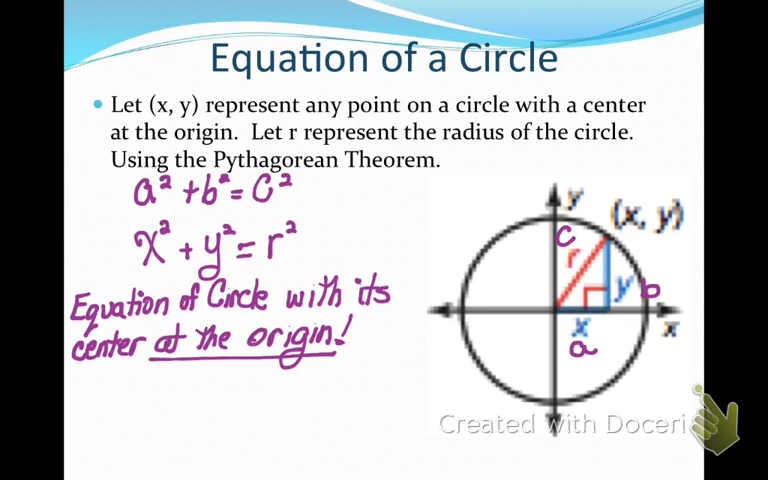 Equation of a Circle
• Let (x, y) represent any point on a circle with a center
at the origin. Let r represent the radius of the circle.
Using the Pythagorean Theorem.
a² + b² = c²
x² + y² = r²
Equation of Circle with its
center at the origin!
y
(x, y)
c
r
y
b
x
x
a
Created with Doceri